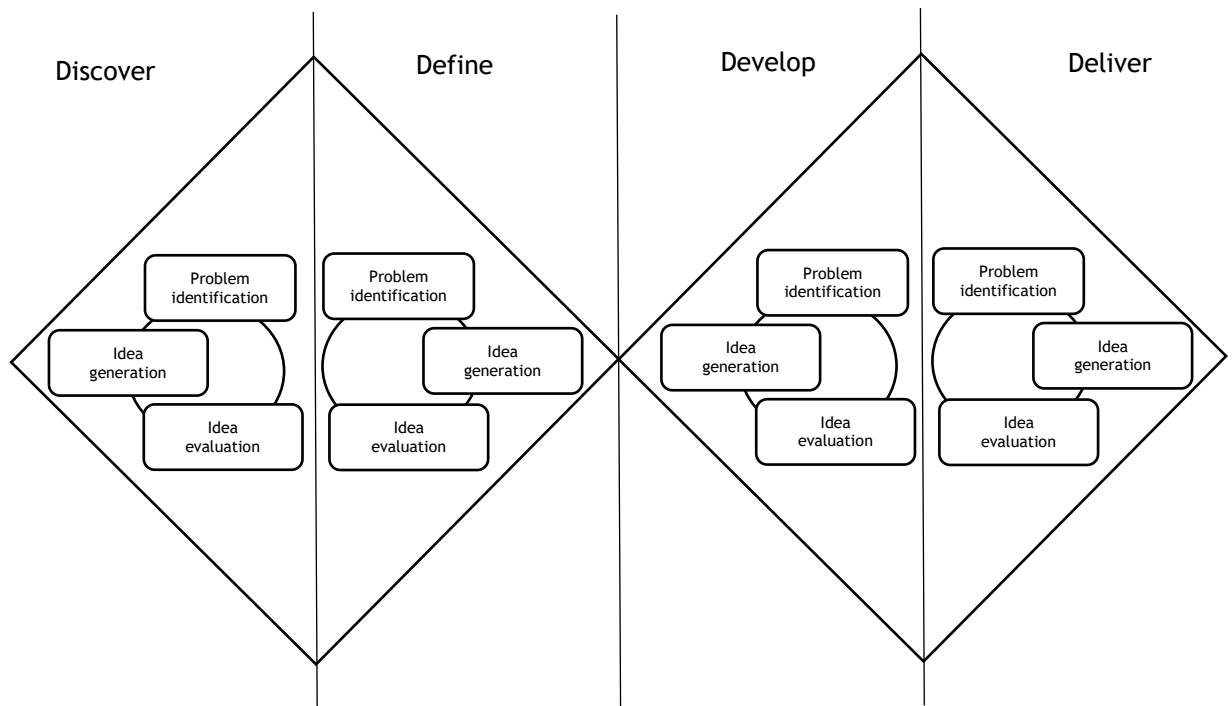 Discover
Define
Develop
Deliver
Problem
identification
Idea
generation
Idea
evaluation
Problem
identification
Idea
generation
Idea
evaluation
Problem
identification
Idea
generation
Idea
evaluation
Problem
identification
Idea
generation
Idea
evaluation